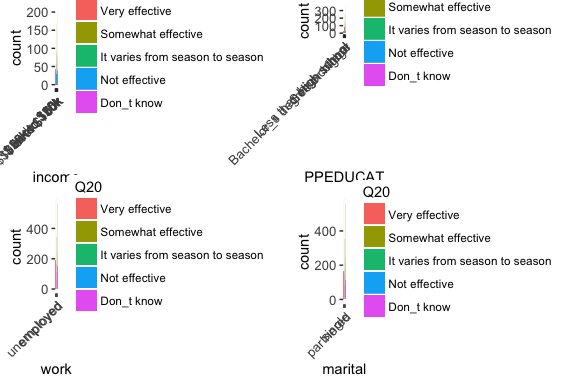 200
150
100
50
0
count
Very effective
Somewhat effective
It varies from season to season
Not effective
Don_t know
income
300
200
100
0
count
Somewhat effective
It varies from season to season
Not effective
Don_t know
PPEDUCAT
Q20
400
200
0
count
Very effective
Somewhat effective
It varies from season to season
Not effective
Don_t know
unemployed
work
Q20
400
200
0
count
Very effective
Somewhat effective
It varies from season to season
Not effective
Don_t know
marital